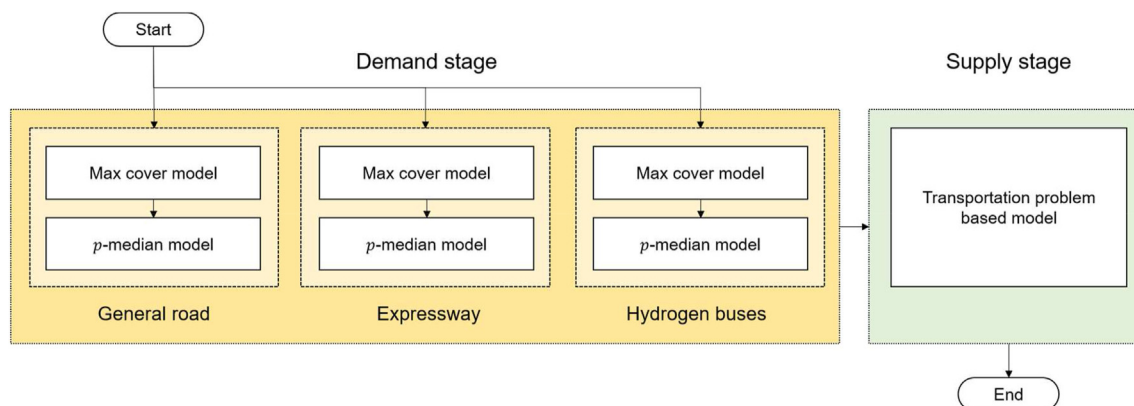 Start
Demand stage
Supply stage
Max cover model
p-median model
General road
Max cover model
p-median model
Expressway
Max cover model
p-median model
Hydrogen buses
Transportation problem
based model
End